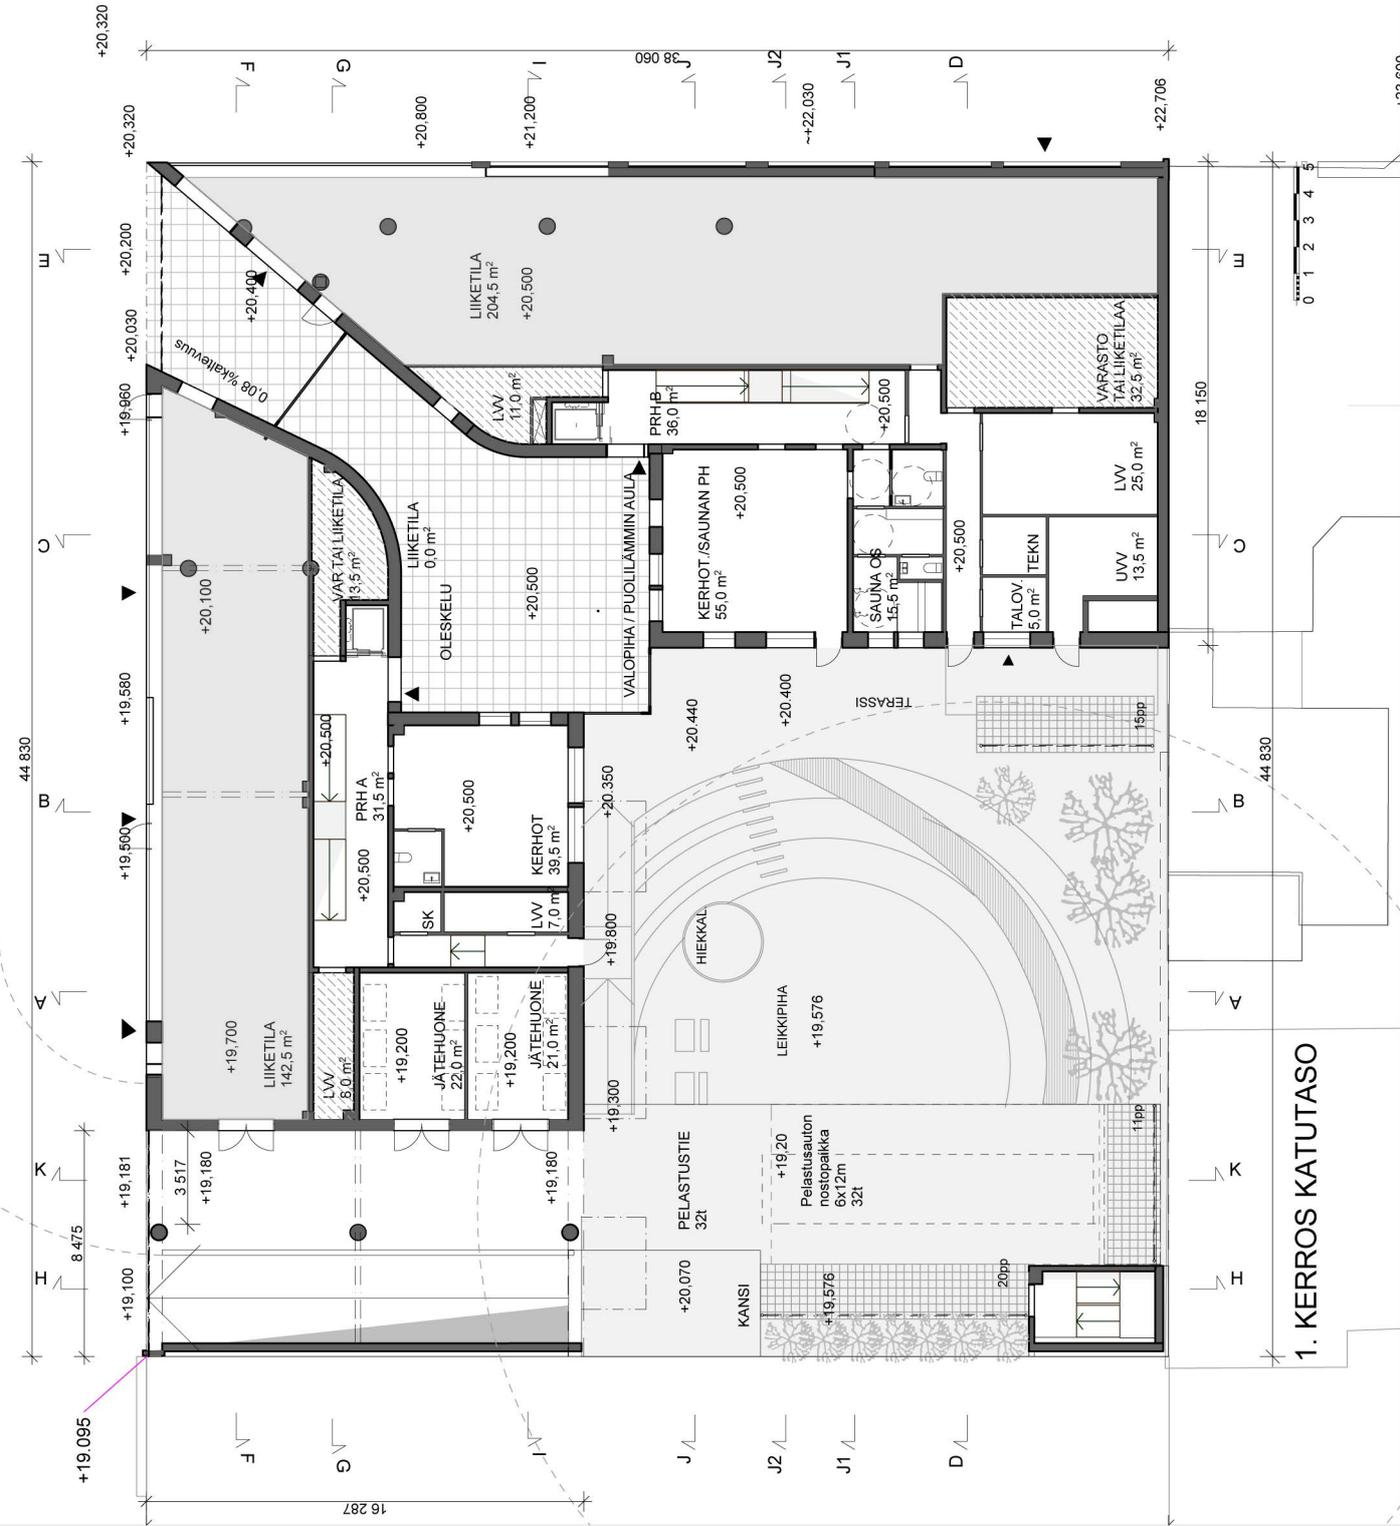 +20,320
38 060
F
G
I
J
J2
J1
D
+20,320
+20,800
+21,200
~+22,030
+22,706
E
+20,200
+20,400
+20,030
0,08 %kaltevuus
+19,960
LIIKETILA
204,5 m²
+20,500
E
0 1 2 3 4 5
18 150
VARASTO
TAI LIIKETILAA
32,5 m²
LVV
11,0 m²
PRH B
36,0 m²
+20,500
C
VAR TAI LIIKETILA
13,5 m²
LIIKETILA
0,0 m²
OLESKELU
+20,500
VALOPIHA / PUOLILÄMMIN AULA
KERHOT./SAUNAN PH
55,0 m²
+20,500
SAUNA OS
15,5 m²
+20,500
LVV
25,0 m²
TEKN
TALOV.
5,0 m²
UVV
13,5 m²
C
+20,100
+19,580
44 830
B
+19,500
+20,500
PRH A
31,5 m²
+20,500
+20,500
KERHOT
39,5 m²
SK
LVV
7,0 m²
+20.350
+20.440
+20.400
TERASSI
15pp
44 830
B
A
+19,700
LIIKETILA
142,5 m²
LVV
8,0 m²
+19,200
JÄTEHUONE
22,0 m²
+19,200
JÄTEHUONE
21,0 m²
+19.800
+19,300
HIEKKAL
LEIKKIPIHA
+19,576
A
11pp
K
+19,181
3 517
+19,180
+19,180
8 475
H
+19,100
PELASTUSTIE
32t
+19,20
Pelastusauton
nostopaikka
6x12m
32t
+20,070
KANSI
+19,576
20pp
K
H
1. KERROS KATUTASO
+19.095
F
G
I
J
J2
J1
D
16 287